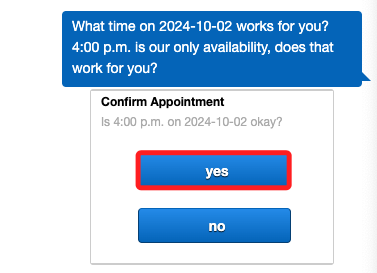 What time on 2024-10-02 works for you?
4:00 p.m. is our only availability, does that
work for you?
Confirm Appointment
Is 4:00 p.m. on 2024-10-02 okay?
yes
no